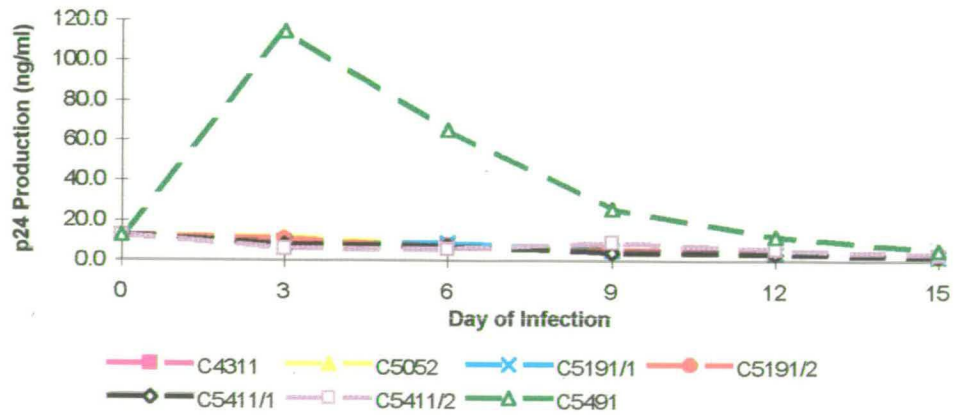 p24 Production (ng/ml)
120.0
100.0
80.0
60.0
40.0
20.0
0.0
0 3 6 9 12 15
Day of Infection
C4311 C5052 C5191/1 C5191/2
C5411/1 C5411/2 C5491